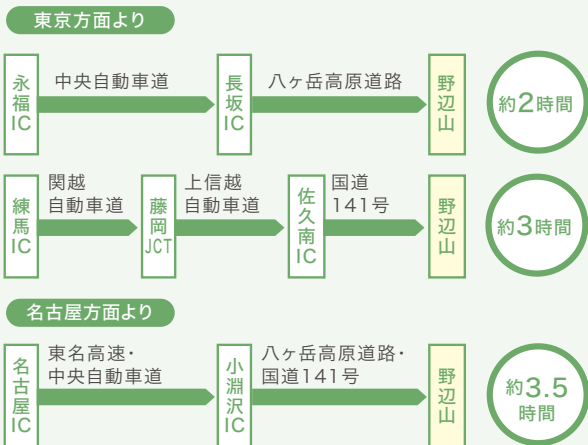 東京方面より
永福IC
中央自動車道
長坂IC
八ヶ岳高原道路
野辺山
約2時間
練馬IC
関越
自動車道
藤岡JCT
上信越
自動車道
佐久南IC
国道
141号
野辺山
約3時間
名古屋方面より
名古屋IC
東名高速・
中央自動車道
小淵沢IC
八ヶ岳高原道路・
国道141号
野辺山
約3.5
時間